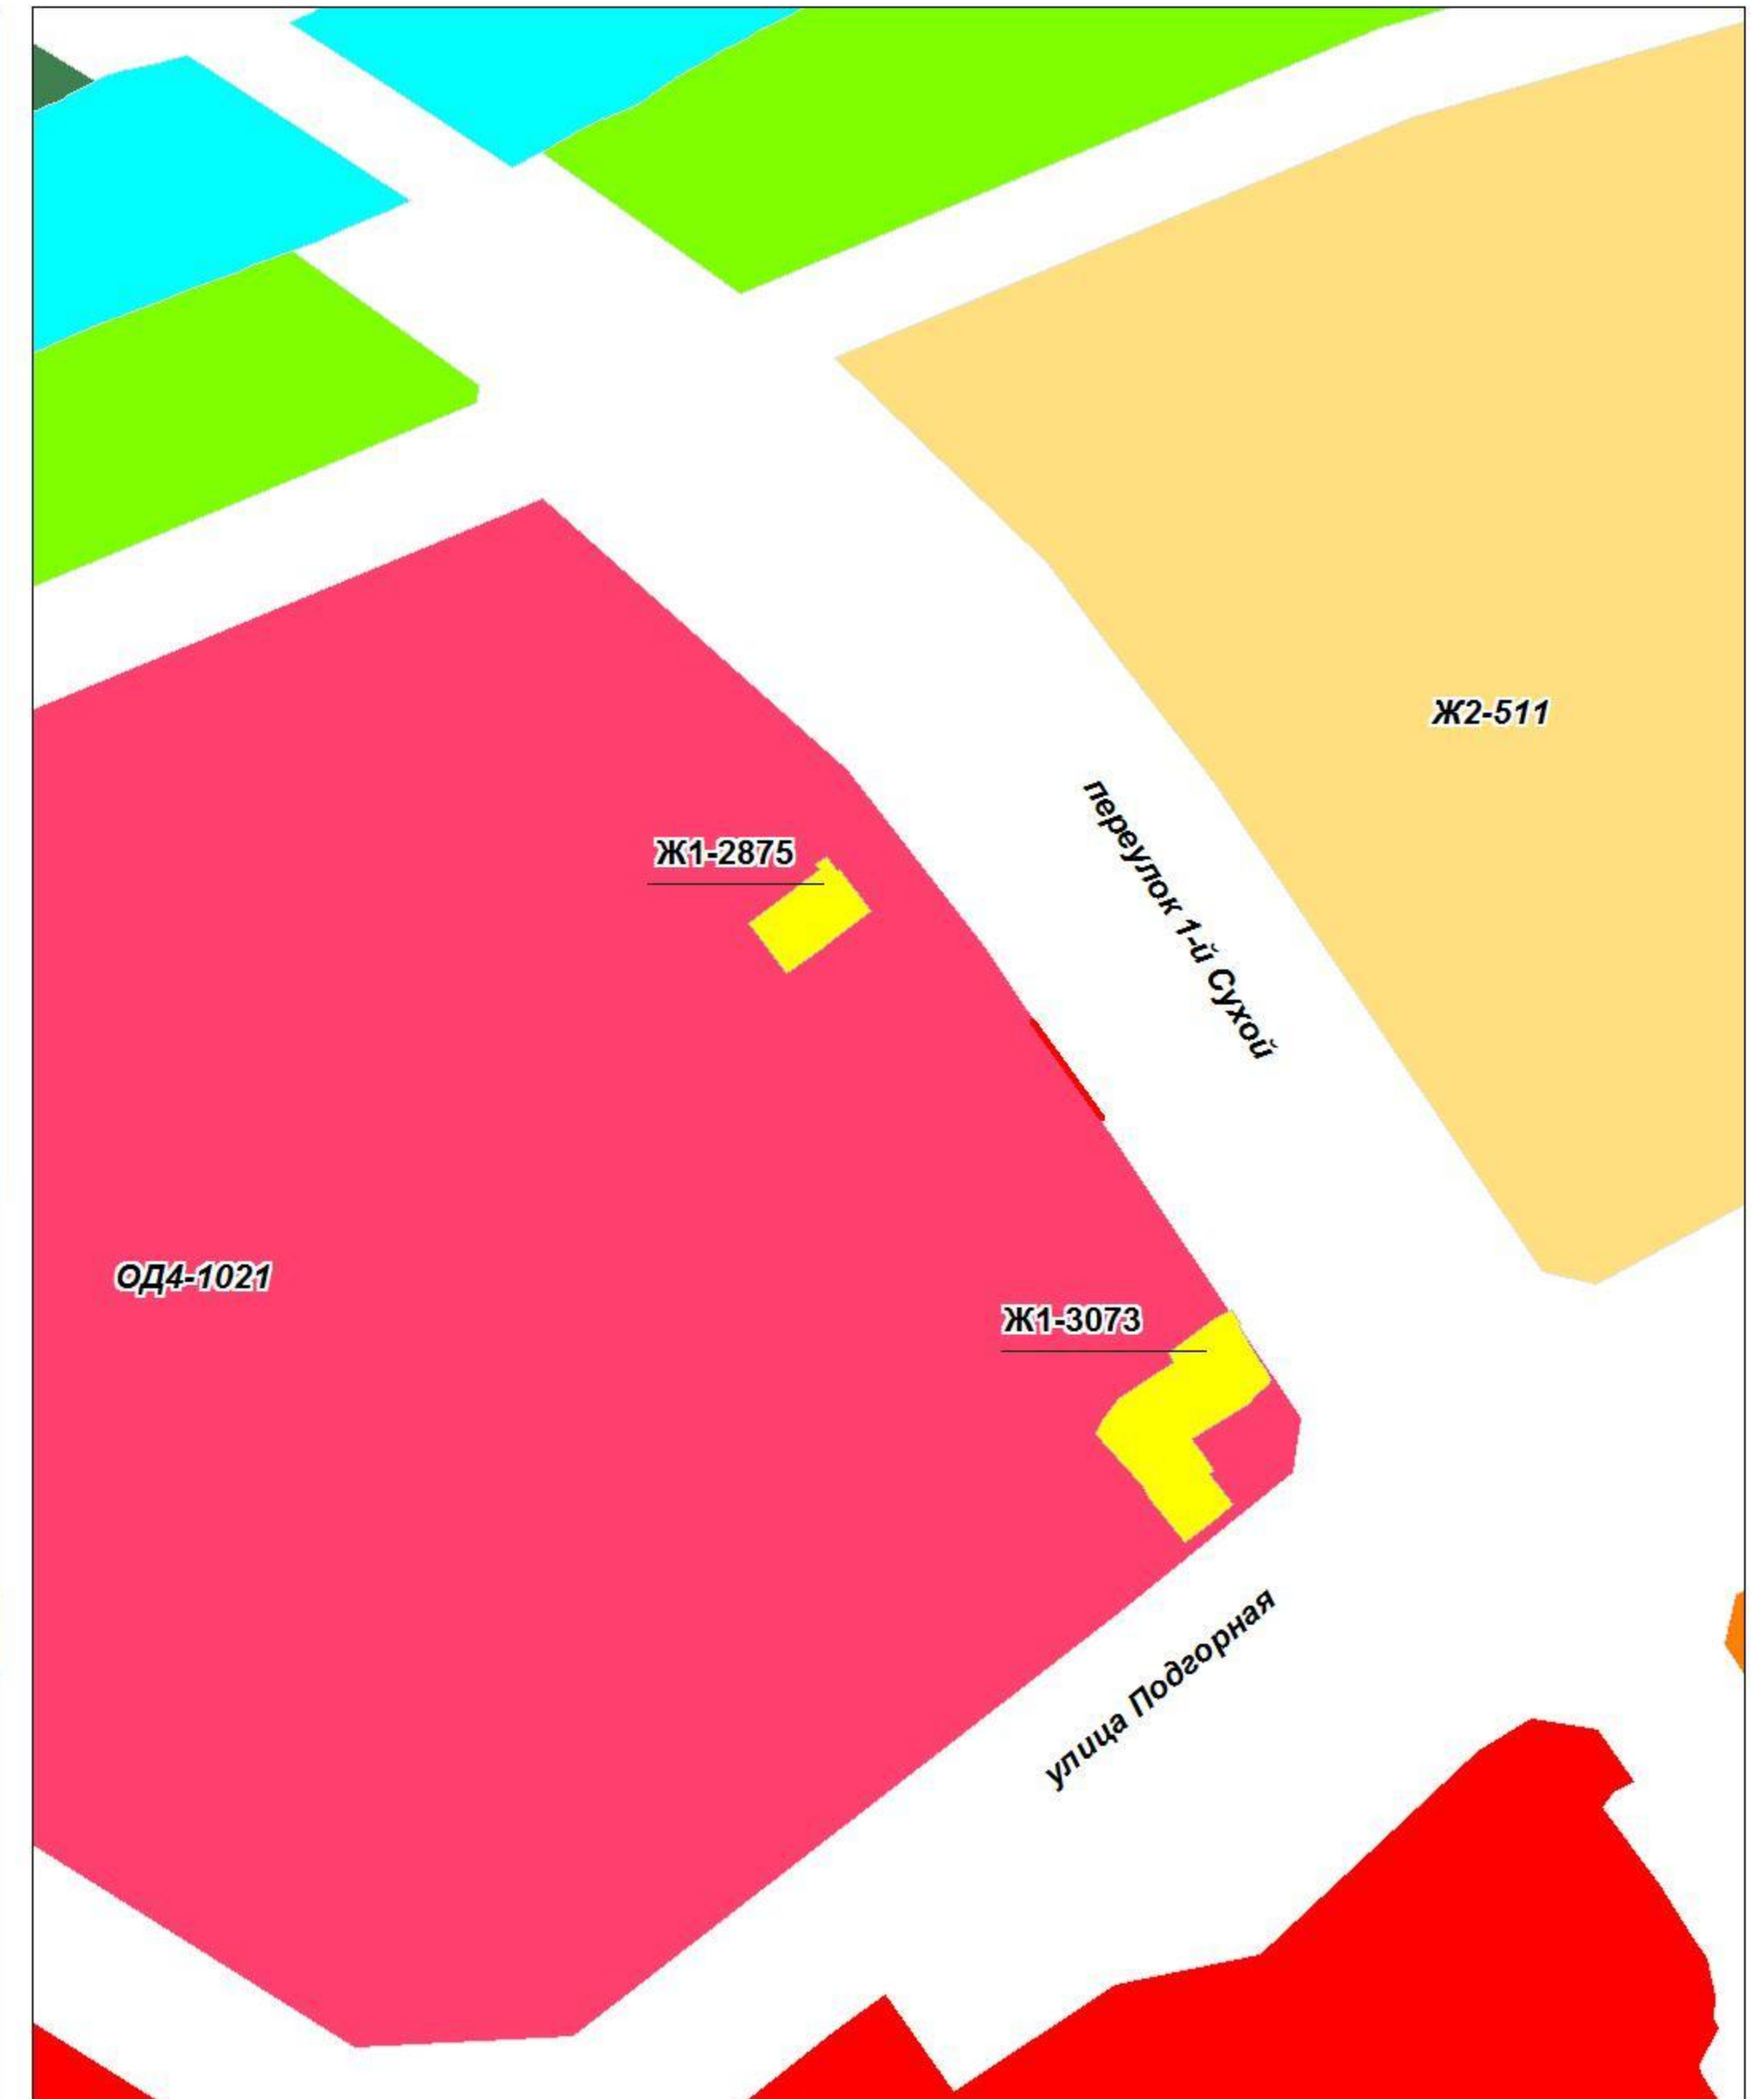 Ж2-511
переулок 1-й Сухой
Ж1-2875
ОД4-1021
Ж1-3073
улица Подгорная